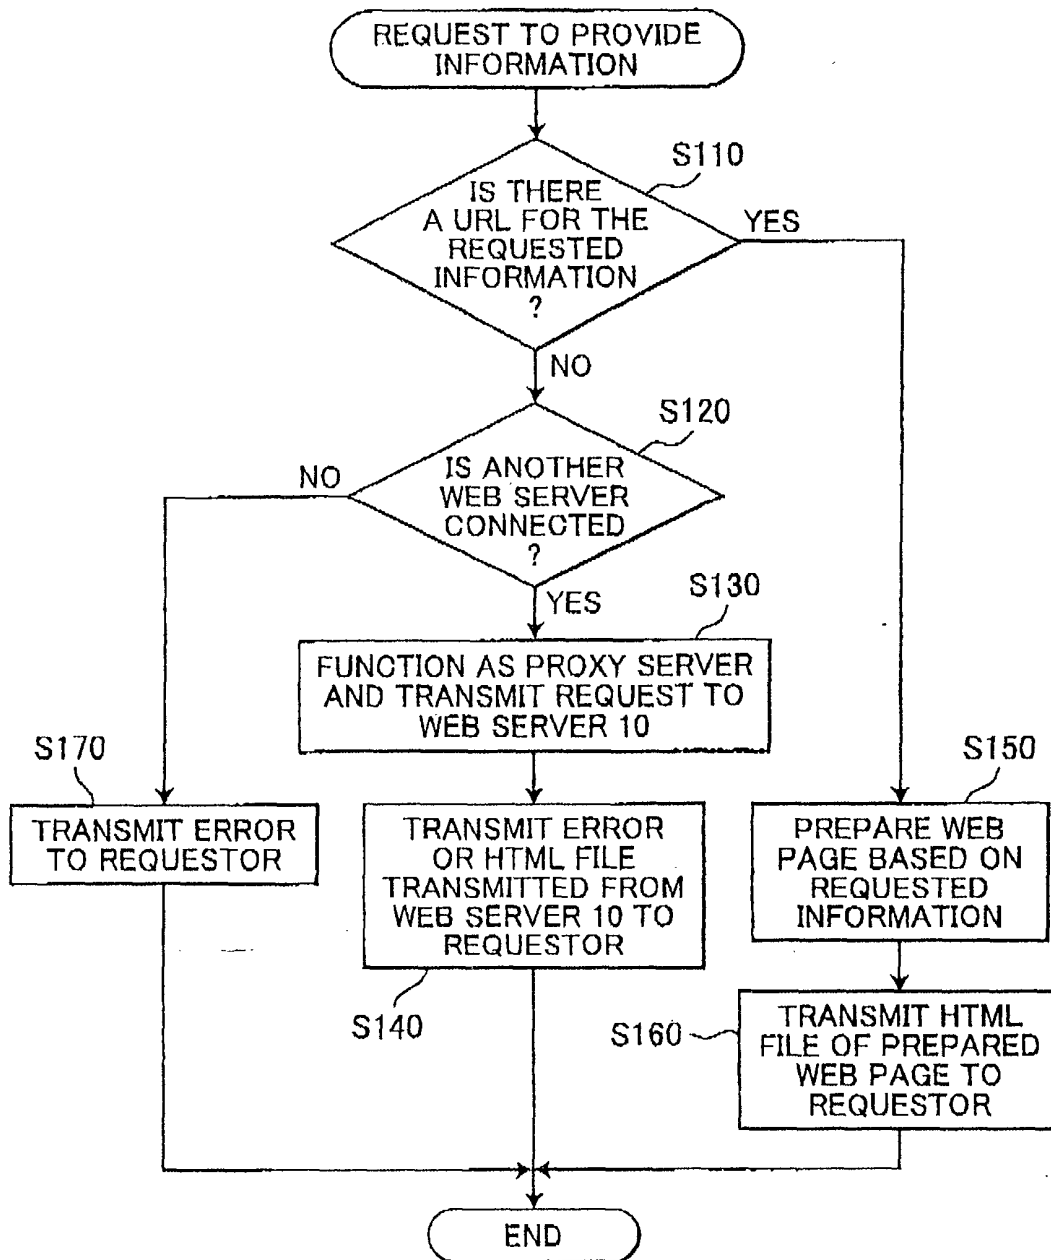 REQUEST TO PROVIDE
INFORMATION
S110
IS THERE
A URL FOR THE
REQUESTED
INFORMATION
?
YES
NO
S120
IS ANOTHER
WEB SERVER
CONNECTED
?
NO
YES
S130
FUNCTION AS PROXY SERVER
AND TRANSMIT REQUEST TO
WEB SERVER 10
S170
TRANSMIT ERROR
TO REQUESTOR
TRANSMIT ERROR
OR HTML FILE
TRANSMITTED FROM
WEB SERVER 10 TO
REQUESTOR
S140
S150
PREPARE WEB
PAGE BASED ON
REQUESTED
INFORMATION
S160
TRANSMIT HTML
FILE OF PREPARED
WEB PAGE TO
REQUESTOR
END